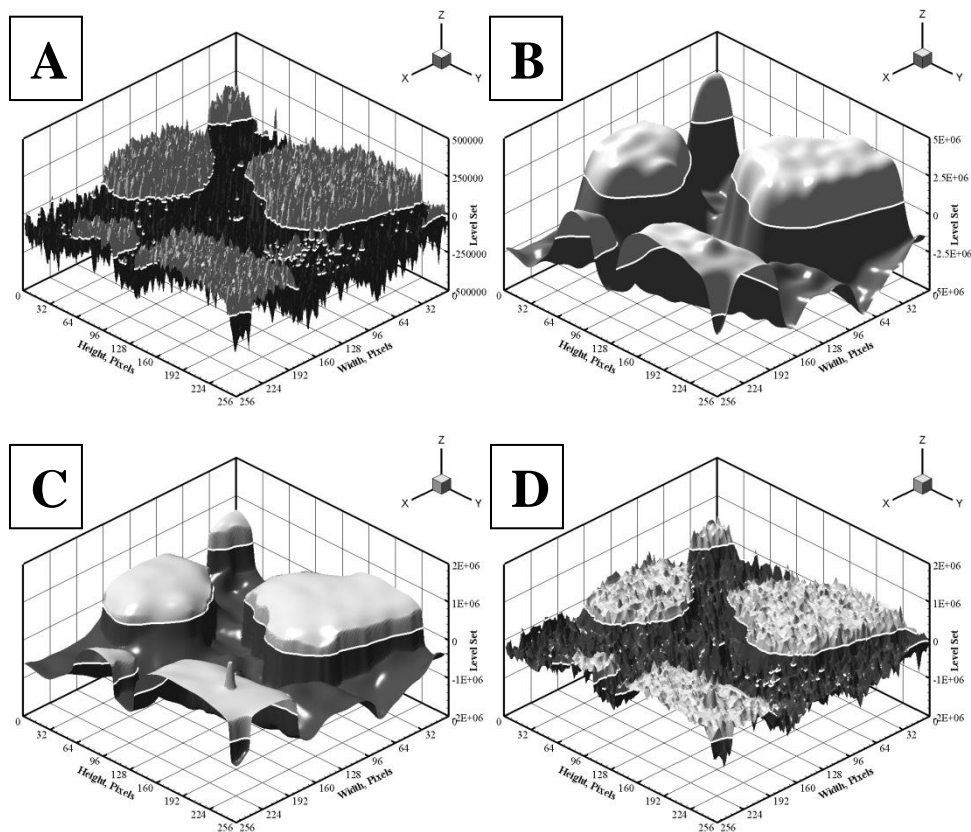 A
Z
X
Y
500000
250000
0
-250000
-500000
Level Set
0
32
64
96
128
160
192
224
256
Height, Pixels
0
32
64
96
128
160
192
224
256
Width, Pixels
B
Z
X
Y
5E+06
2.5E+06
0
-2.5E+06
-5E+06
Level Set
0
32
64
96
128
160
192
224
256
Height, Pixels
0
32
64
96
128
160
192
224
256
Width, Pixels
C
Z
X
Y
2E+06
1E+06
0
-1E+06
-2E+06
Level Set
0
32
64
96
128
160
192
224
256
Height, Pixels
0
32
64
96
128
160
192
224
256
Width, Pixels
D
Z
X
Y
2E+06
1E+06
0
-1E+06
-2E+06
Level Set
0
32
64
96
128
160
192
224
256
Height, Pixels
0
32
64
96
128
160
192
224
256
Width, Pixels